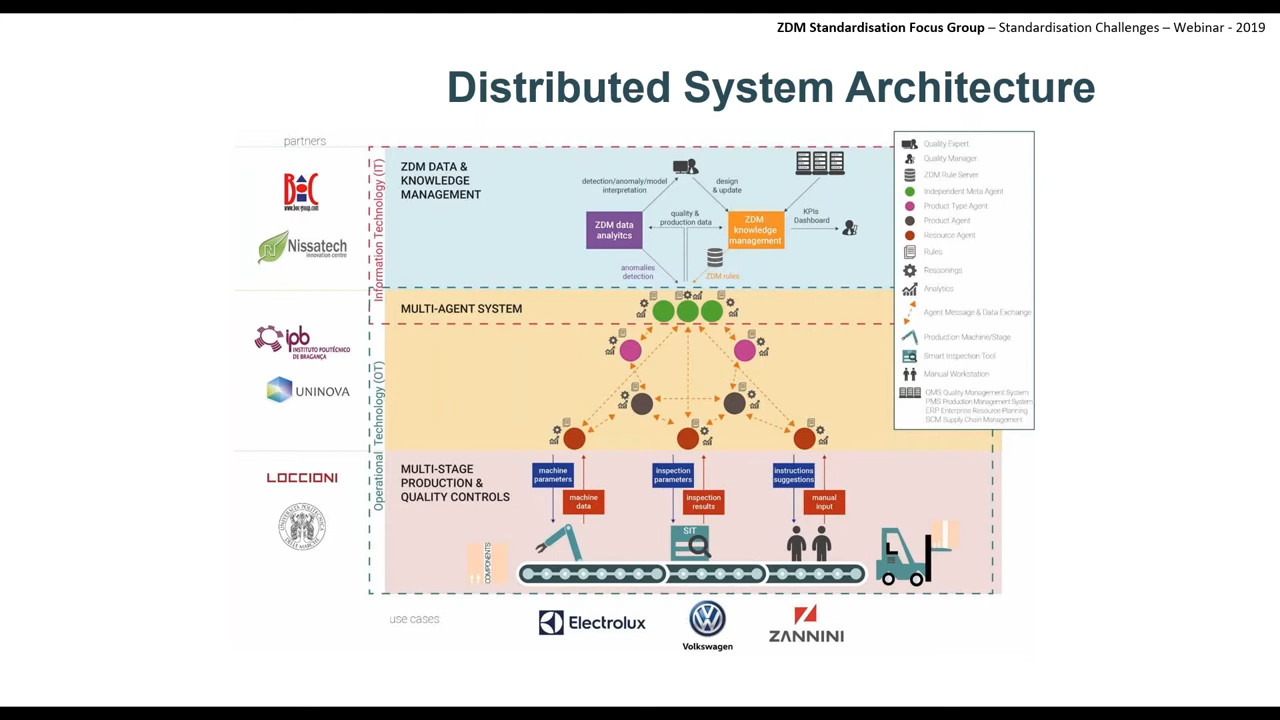 ZDM Standardisation Focus Group – Standardisation Challenges – Webinar - 2019
Distributed System Architecture
partners
BOC
www.boc-group.com
Nissatech
innovation centre
ipb
INSTITUTO POLITÉCNICO
DE BRAGANÇA
UNINOVA
LOCCIONI
Information Technology (IT)
Operational Technology (OT)
ZDM DATA &
KNOWLEDGE
MANAGEMENT
detection/anomaly/model
interpretation
design
& update
ZDM data
analyitcs
quality &
production data
ZDM
knowledge
management
KPIs
Dashboard
anomalies
detection
ZDM rules
MULTI-AGENT SYSTEM
MULTI-STAGE
PRODUCTION &
QUALITY CONTROLS
machine
parameters
machine
data
inspection
parameters
inspection
results
instructions
suggestions
manual
input
COMPONENTS
SIT
use cases
Electrolux
Volkswagen
ZANNINI
Quality Expert
Quality Manager
ZDM Rule Server
Independent Meta Agent
Product Type Agent
Product Agent
Resource Agent
Rules
Reasonings
Analytics
Agent Message & Data Exchange
Production Machine/Stage
Smart Inspection Tool
Manual Workstation
QMS Quality Management System
PMS Production Management System
ERP Enterprise Resource Planning
SCM Supply Chain Management